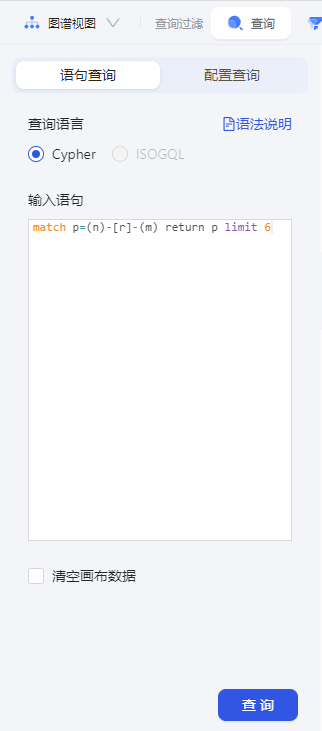 图谱视图 查询过滤 查询
语句查询 配置查询
查询语言 语法说明
Cypher ISOGQL
输入语句
match p=(n)-[r]-(m) return p limit 6
清空画布数据
查 询